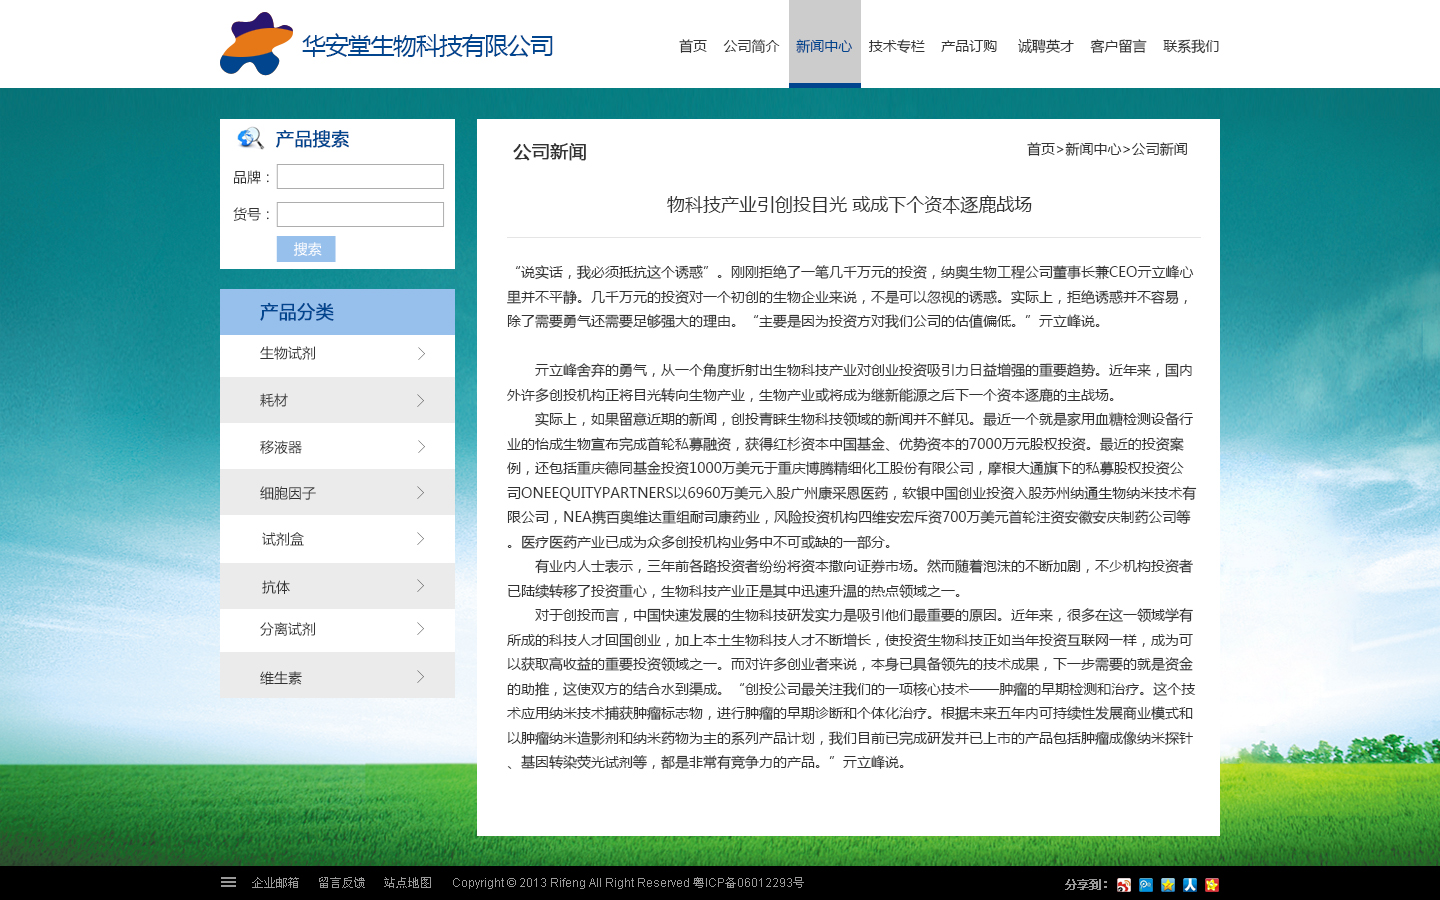 华安堂生物科技有限公司
首页 公司简介 新闻中心 技术专栏 产品订购 诚聘英才 客户留言 联系我们
产品搜索
品牌：
货号：
搜索
产品分类
生物试剂
耗材
移液器
细胞因子
试剂盒
抗体
分离试剂
维生素
公司新闻
首页>新闻中心>公司新闻
物科技产业引创投目光 或成下个资本逐鹿战场
“说实话，我必须抵抗这个诱惑”。刚刚拒绝了一笔几千万元的投资，纳奥生物工程公司董事长兼CEO亓立峰心
里并不平静。几千万元的投资对一个初创的生物企业来说，不是可以忽视的诱惑。实际上，拒绝诱惑并不容易，
除了需要勇气还需要足够强大的理由。“主要是因为投资方对我们公司的估值偏低。”亓立峰说。
亓立峰舍弃的勇气，从一个角度折射出生物科技产业对创业投资吸引力日益增强的重要趋势。近年来，国内
外许多创投机构正将目光转向生物产业，生物产业或将成为继新能源之后下一个资本逐鹿的主战场。
实际上，如果留意近期的新闻，创投青睐生物科技领域的新闻并不鲜见。最近一个就是家用血糖检测设备行
业的怡成生物宣布完成首轮私募融资，获得红杉资本中国基金、优势资本的7000万元股权投资。最近的投资案
例，还包括重庆德同基金投资1000万美元于重庆博腾精细化工股份有限公司，摩根大通旗下的私募股权投资公
司ONEEQUITYPARTNERS以6960万美元入股广州康采恩医药，软银中国创业投资入股苏州纳通生物纳米技术有
限公司，NEA携百奥维达重组耐司康药业，风险投资机构四维安宏斥资700万美元首轮注资安徽安庆制药公司等
。医疗医药产业已成为众多创投机构业务中不可或缺的一部分。
有业内人士表示，三年前各路投资者纷纷将资本撒向证券市场。然而随着泡沫的不断加剧，不少机构投资者
已陆续转移了投资重心，生物科技产业正是其中迅速升温的热点领域之一。
对于创投而言，中国快速发展的生物科技研发实力是吸引他们最重要的原因。近年来，很多在这一领域学有
所成的科技人才回国创业，加上本土生物科技人才不断增长，使投资生物科技正如当年投资互联网一样，成为可
以获取高收益的重要投资领域之一。而对许多创业者来说，本身已具备领先的技术成果，下一步需要的就是资金
的助推，这使双方的结合水到渠成。“创投公司最关注我们的一项核心技术——肿瘤的早期检测和治疗。这个技
术应用纳米技术捕获肿瘤标志物，进行肿瘤的早期诊断和个体化治疗。根据未来五年内可持续性发展商业模式和
以肿瘤纳米造影剂和纳米药物为主的系列产品计划，我们目前已完成研发并已上市的产品包括肿瘤成像纳米探针
、基因转染荧光试剂等，都是非常有竞争力的产品。”亓立峰说。
企业邮箱 留言反馈 站点地图 Copyright © 2013 Rifeng All Right Reserved 粤ICP备06012293号
分享到：